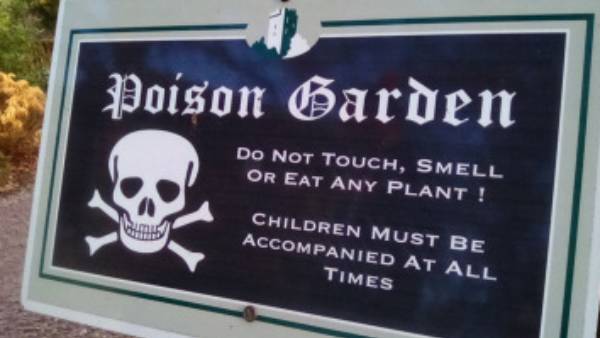 Poison Garden
Do Not Touch, Smell
Or Eat Any Plant !
Children Must Be
Accompanied At All
Times